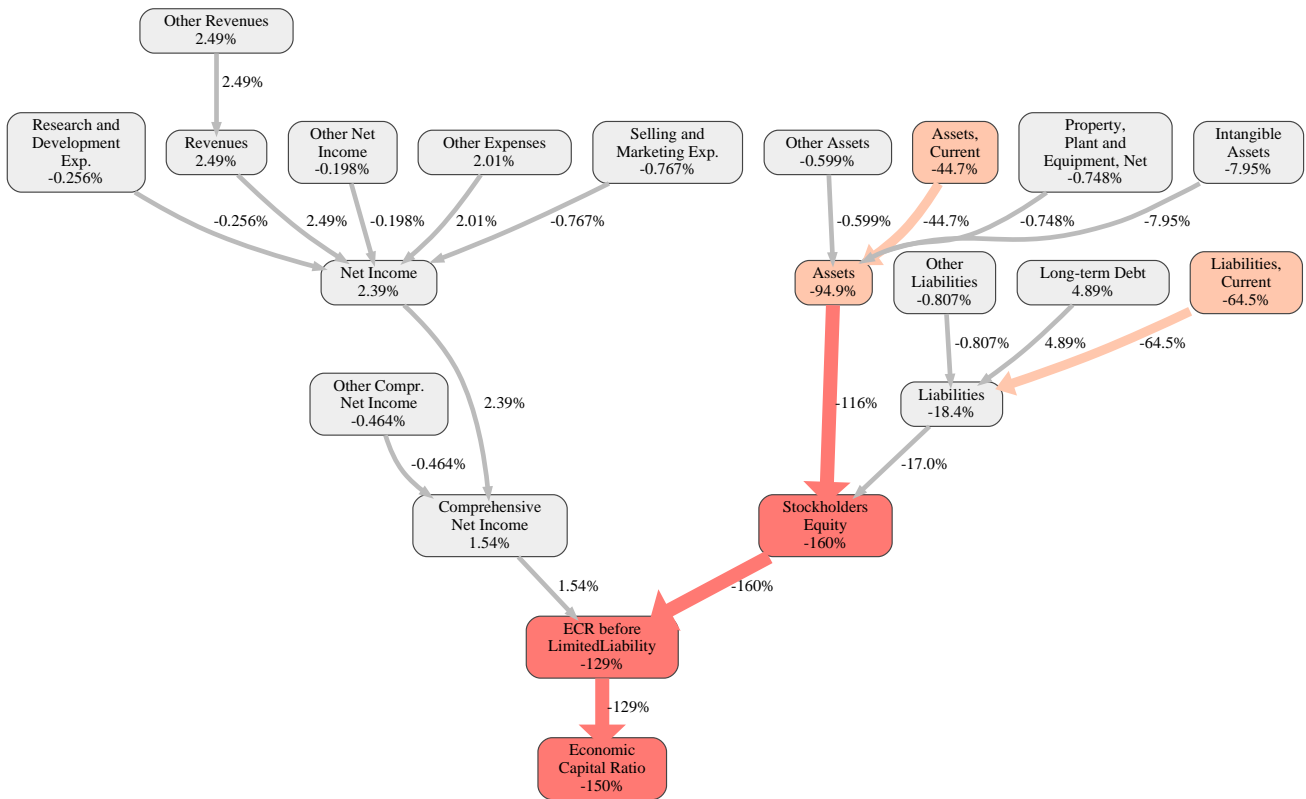 Other Revenues
2.49%
2.49%
Research and
Development
Exp.
-0.256%
Revenues
2.49%
Other Net
Income
-0.198%
Other Expenses
2.01%
Selling and
Marketing Exp.
-0.767%
Other Assets
-0.599%
Assets,
Current
-44.7%
Property,
Plant and
Equipment, Net
-0.748%
Intangible
Assets
-7.95%
-0.256%
2.49%
-0.198%
2.01%
-0.767%
-0.599%
-44.7%
-0.748%
-7.95%
Net Income
2.39%
Assets
-94.9%
Other
Liabilities
-0.807%
Long-term Debt
4.89%
Liabilities,
Current
-64.5%
-0.807%
4.89%
-64.5%
Other Compr.
Net Income
-0.464%
2.39%
-116%
Liabilities
-18.4%
-0.464%
-17.0%
Comprehensive
Net Income
1.54%
Stockholders
Equity
-160%
1.54%
-160%
ECR before
LimitedLiability
-129%
-129%
Economic
Capital Ratio
-150%